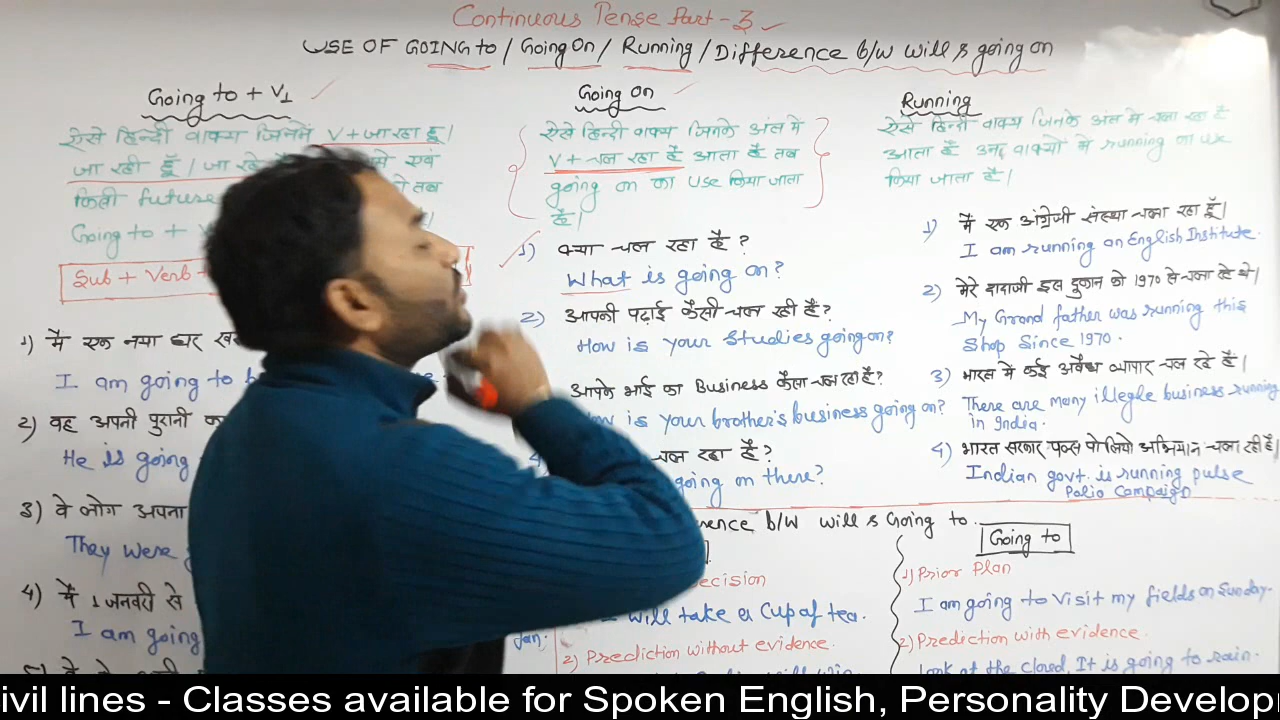 Continuous Tense Part - 3
USE OF GOING to / Going On / Running / Difference b/w will & going on
Going to + V1
ऐसे हिन्दी वाक्य जिनमें V + जा रहा हूँ।
जा रही हूँ। जा रहे
एवं
किसी future
तब
Going to + V
Sub + Verb +
1) मैं एक नया घर
I am going to
2) वह अपनी पुरानी
He is going
3) वे लोग अपना
They were
4) मैं 1 जनवरी से
I am going
Jan.
Going on
ऐसे हिन्दी वाक्य जिनके अंत में
V + चल रहा है आता है तब
going on का use किया जाता
है।
1) क्या चल रहा है ?
What is going on?
2) आपकी पढ़ाई कैसी चल रही है?
How is your studies going on?
आपके भाई का Business कैसा चल रहा है?
How is your brother's business going on?
चल रहा है ?
going on there?
Running
ऐसे हिन्दी वाक्य जिनके अंत में चला रहा है
आता है उन वाक्यों में running का use
किया जाता है।
1) मैं एक अंग्रेजी संस्था चला रहा हूँ।
I am running an English Institute.
2) मेरे दादाजी इस दुकान को 1970 से चला रहे थे।
My Grand father was running this
Shop Since 1970.
3) भारत में कई अवैध व्यापार चल रहे है।
There are many illegle business running
in India.
4) भारत सरकार पल्स पोलियो अभियान चला रही है।
Indian govt. is running pulse
Polio Campaign
b/w will & Going to.
will take a Cup of tea.
2) Prediction without evidence.
Going to
1) Prior Plan
I am going to visit my fields on Sunday.
2) Prediction with evidence.
Look at the cloud, It is going to rain.
ivil lines - Classes available for Spoken English, Personality Develop